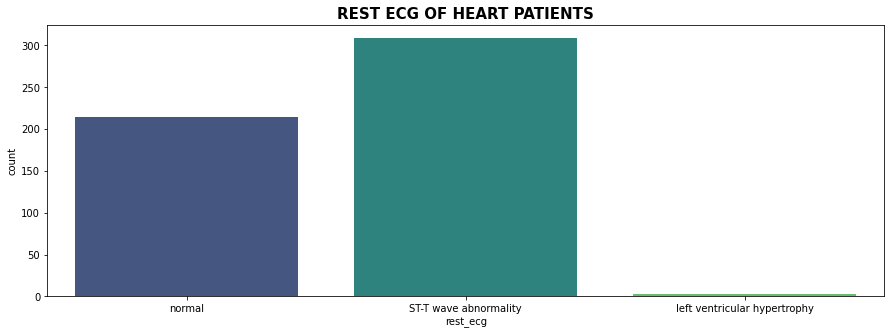 REST ECG OF HEART PATIENTS
300
250
200
150
100
50
0
count
normal
ST-T wave abnormality
left ventricular hypertrophy
rest_ecg